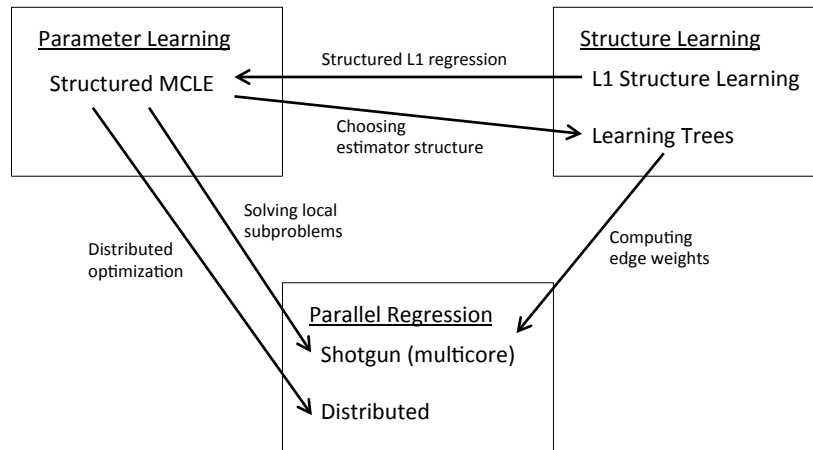 Parameter Learning
Structured MCLE
Structured L1 regression
Structure Learning
L1 Structure Learning
Learning Trees
Choosing
estimator structure
Solving local
subproblems
Distributed
optimization
Computing
edge weights
Parallel Regression
Shotgun (multicore)
Distributed